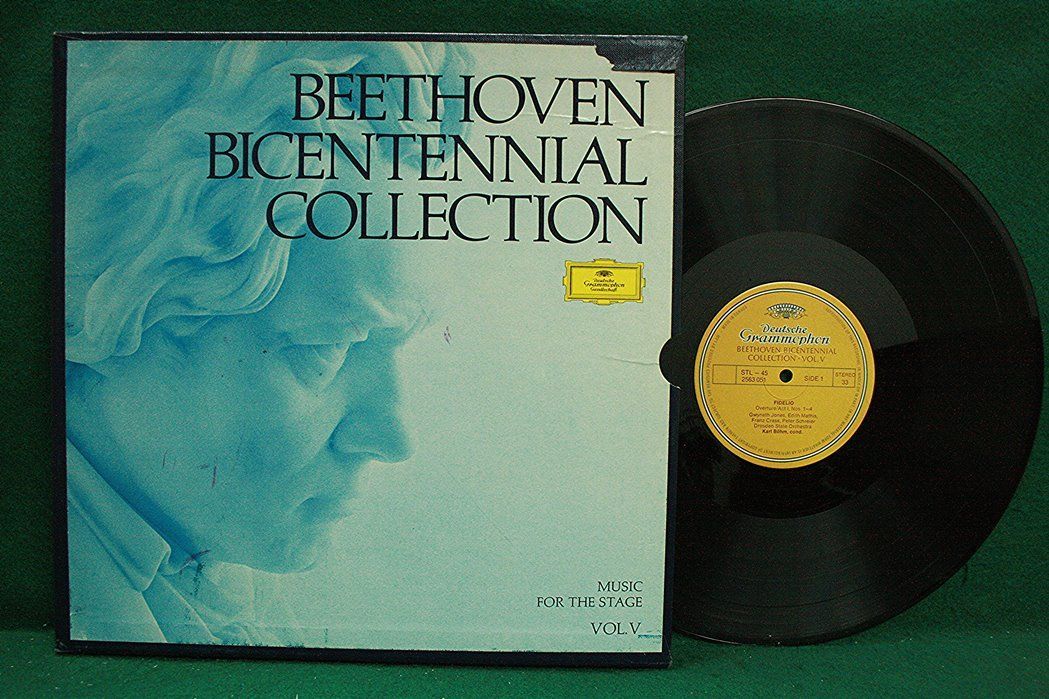 BEETHOVEN
BICENTENNIAL
COLLECTION
Deutsche
Grammophon
Gesellschaft
MUSIC
FOR THE STAGE
VOL. V
Deutsche
Grammophon
BEETHOVEN BICENTENNIAL
COLLECTION · VOL. V
STL – 45
2563 051
SIDE 1
STEREO
33
FIDELIO
Overture Act I, Nos. 1–4
Gwyneth Jones, Edith Mathis,
Franz Crass, Peter Schreier
Dresden State Orchestra
Karl Böhm, cond.